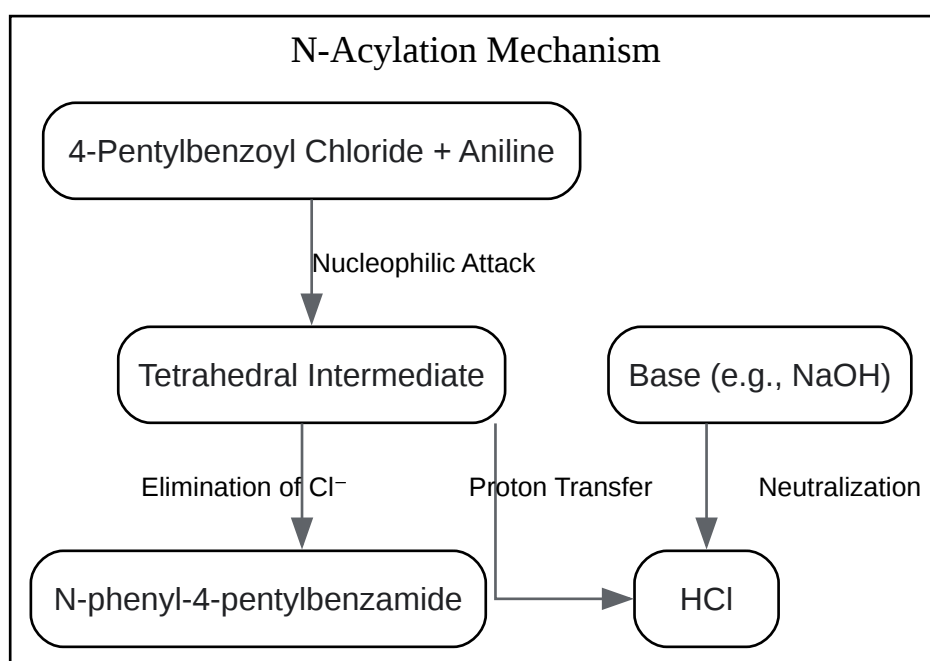 N-Acylation Mechanism
4-Pentylbenzoyl Chloride + Aniline
Nucleophilic Attack
Tetrahedral Intermediate
Base (e.g., NaOH)
Elimination of Cl⁻
Proton Transfer
Neutralization
N-phenyl-4-pentylbenzamide
HCl